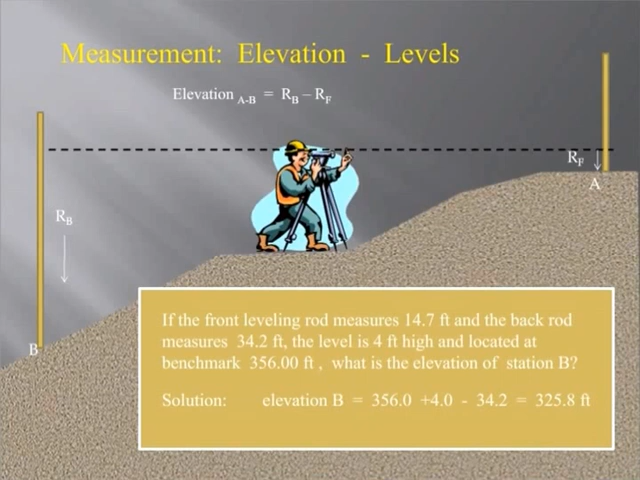 Measurement: Elevation - Levels
Elevation A-B = RB – RF
RF
A
RB
B
If the front leveling rod measures 14.7 ft and the back rod
measures 34.2 ft, the level is 4 ft high and located at
benchmark 356.00 ft , what is the elevation of station B?
Solution: elevation B = 356.0 +4.0 - 34.2 = 325.8 ft